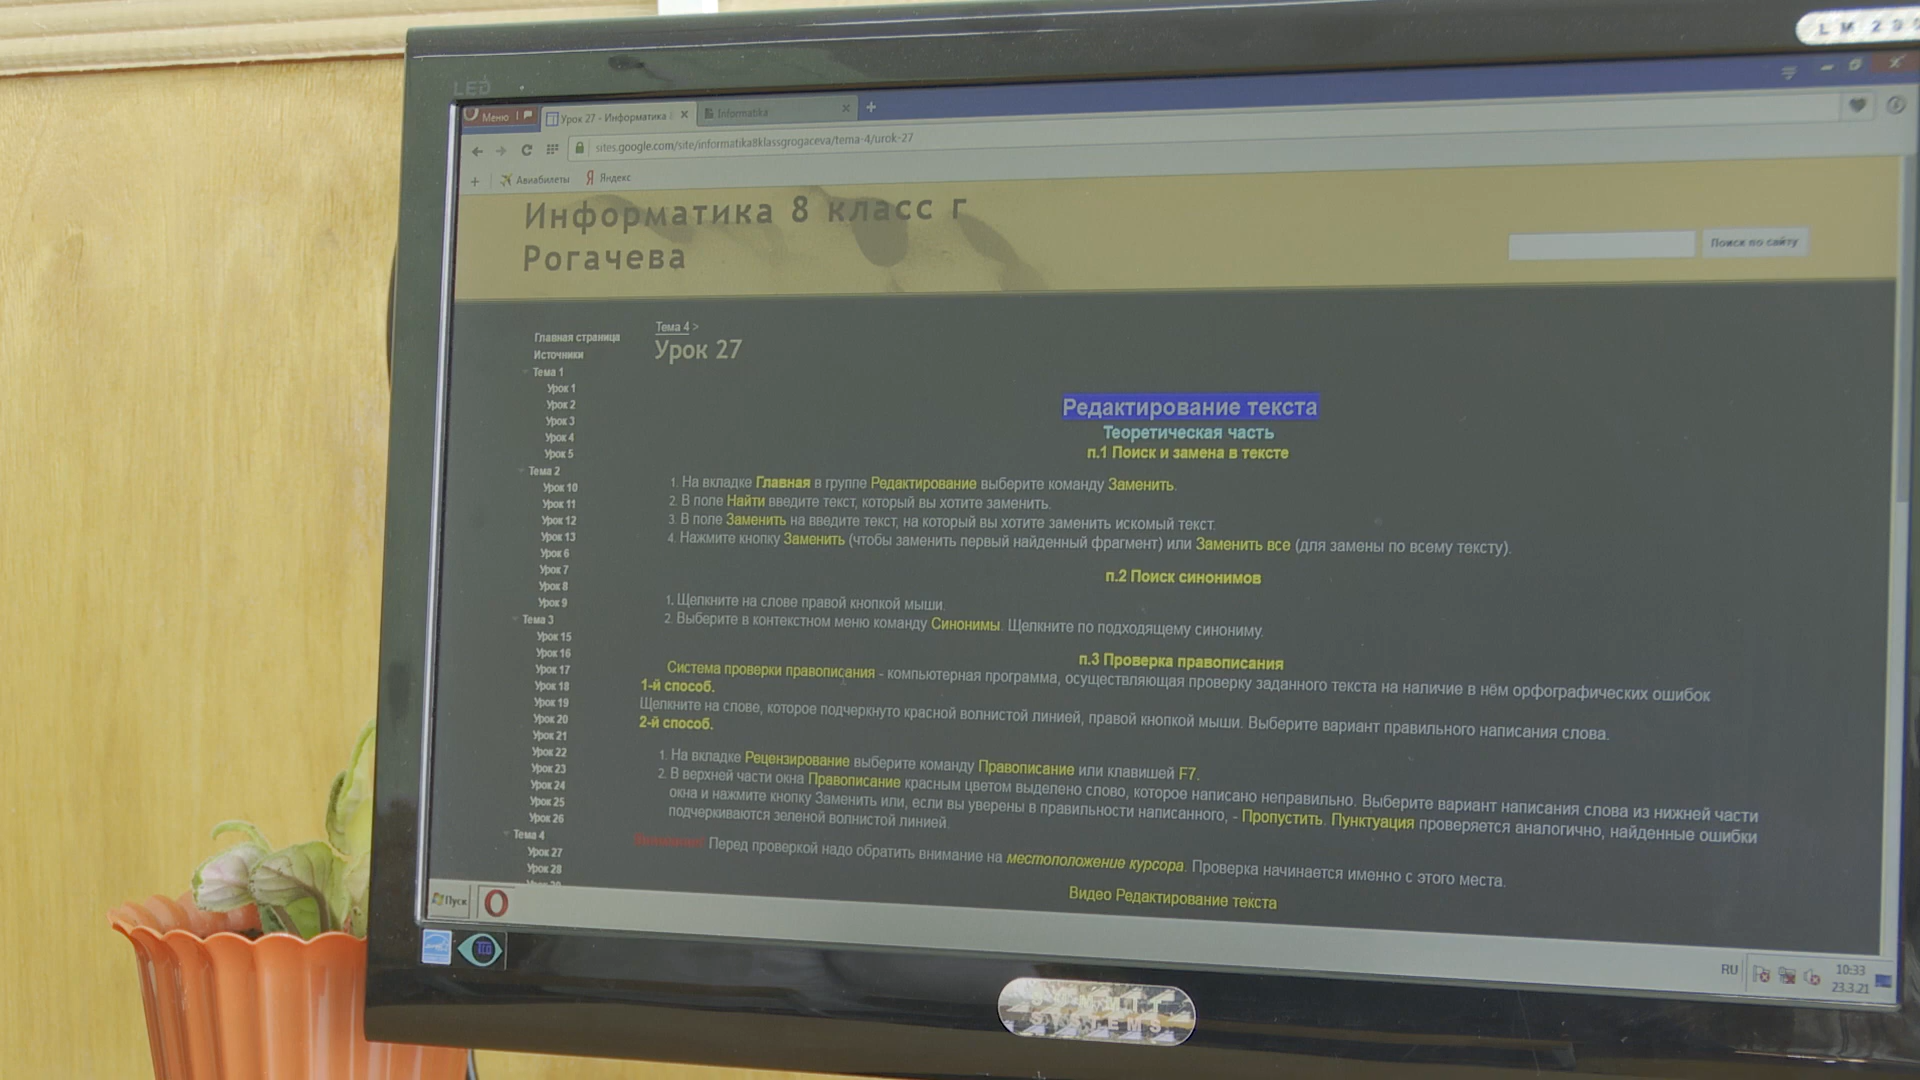 LED
Меню
Урок 27 - Информатика 8
Informatika
sites.google.com/site/informatika8klassgrogaceva/tema-4/urok-27
Авиабилеты
Яндекс
Информатика 8 класс г
Рогачева
Поиск по сайту
Главная страница
Источники
Тема 1
Урок 1
Урок 2
Урок 3
Урок 4
Урок 5
Тема 2
Урок 10
Урок 11
Урок 12
Урок 13
Урок 6
Урок 7
Урок 8
Урок 9
Тема 3
Урок 15
Урок 16
Урок 17
Урок 18
Урок 19
Урок 20
Урок 21
Урок 22
Урок 23
Урок 24
Урок 25
Урок 26
Тема 4
Урок 27
Урок 28
Тема 4 >
Урок 27
Редактирование текста
Теоретическая часть
п.1 Поиск и замена в тексте
1. На вкладке Главная в группе Редактирование выберите команду Заменить.
2. В поле Найти введите текст, который вы хотите заменить.
3. В поле Заменить на введите текст, на который вы хотите заменить искомый текст.
4. Нажмите кнопку Заменить (чтобы заменить первый найденный фрагмент) или Заменить все (для замены по всему тексту).
п.2 Поиск синонимов
1. Щелкните на слове правой кнопкой мыши.
2. Выберите в контекстном меню команду Синонимы. Щелкните по подходящему синониму.
п.3 Проверка правописания
Система проверки правописания - компьютерная программа, осуществляющая проверку заданного текста на наличие в нём орфографических ошибок
1-й способ.
Щелкните на слове, которое подчеркнуто красной волнистой линией, правой кнопкой мыши. Выберите вариант правильного написания слова.
2-й способ.
1. На вкладке Рецензирование выберите команду Правописание или клавишей F7.
2. В верхней части окна Правописание красным цветом выделено слово, которое написано неправильно. Выберите вариант написания слова из нижней части
окна и нажмите кнопку Заменить или, если вы уверены в правильности написанного, - Пропустить. Пунктуация проверяется аналогично, найденные ошибки
подчеркиваются зеленой волнистой линией.
Перед проверкой надо обратить внимание на местоположение курсора. Проверка начинается именно с этого места.
Видео Редактирование текста
Пуск
RU
10:33
23.3.21
SUMMIT
SYSTEMS